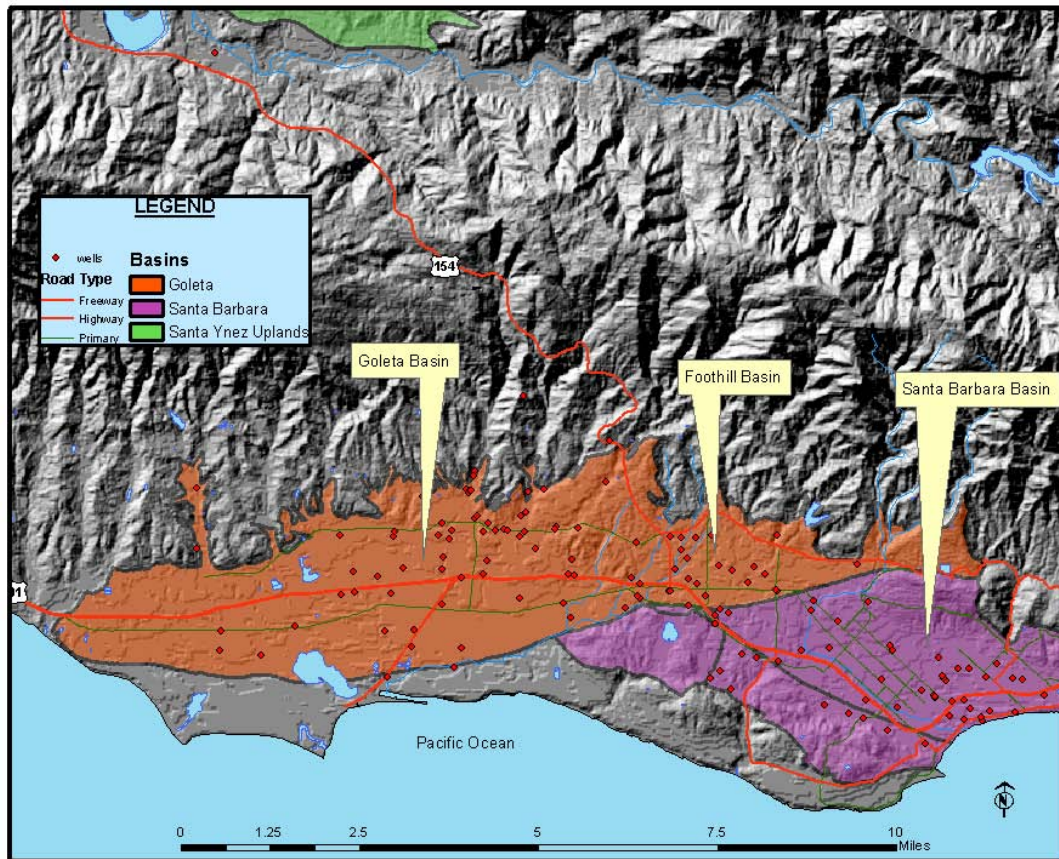 LEGEND
wells
Road Type
Freeway
Highway
Primary
Basins
Goleta
Santa Barbara
Santa Ynez Uplands
154
Goleta Basin
Foothill Basin
Santa Barbara Basin
01
Pacific Ocean
N
0 1.25 2.5 5 7.5 10
Miles